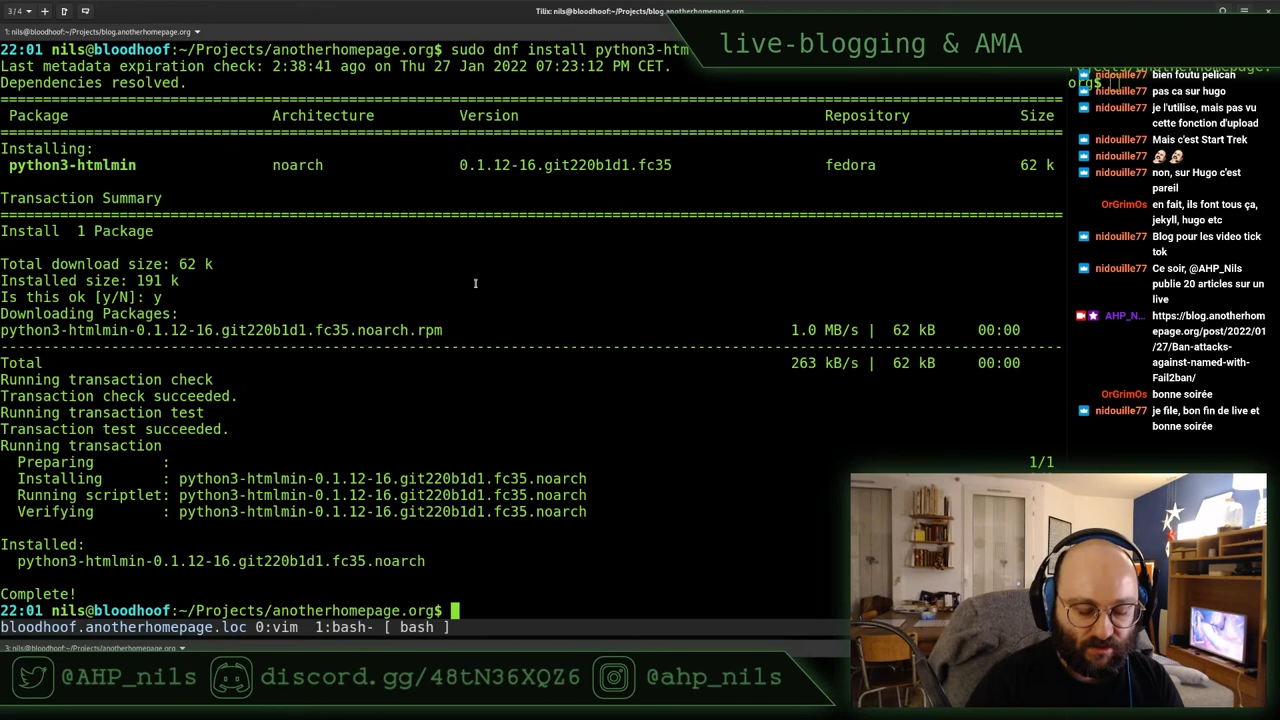 3/4
Tilix: nils@bloodhoof:~/Projects/blog.anotherhomepage.org
1: nils@bloodhoof:~/Projects/blog.anotherhomepage.org
22:01 nils@bloodhoof:~/Projects/anotherhomepage.org$ sudo dnf install python3-htm
Last metadata expiration check: 2:38:41 ago on Thu 27 Jan 2022 07:23:12 PM CET.
Dependencies resolved.
Package Architecture Version Repository Size
Installing:
python3-htmlmin noarch 0.1.12-16.git220b1d1.fc35 fedora 62 k
Transaction Summary
Install 1 Package
Total download size: 62 k
Installed size: 191 k
Is this ok [y/N]: y
Downloading Packages:
python3-htmlmin-0.1.12-16.git220b1d1.fc35.noarch.rpm 1.0 MB/s | 62 kB 00:00
Total 263 kB/s | 62 kB 00:00
Running transaction check
Transaction check succeeded.
Running transaction test
Transaction test succeeded.
Running transaction
Preparing : 1/1
Installing : python3-htmlmin-0.1.12-16.git220b1d1.fc35.noarch
Running scriptlet: python3-htmlmin-0.1.12-16.git220b1d1.fc35.noarch
Verifying : python3-htmlmin-0.1.12-16.git220b1d1.fc35.noarch
Installed:
python3-htmlmin-0.1.12-16.git220b1d1.fc35.noarch
Complete!
22:01 nils@bloodhoof:~/Projects/anotherhomepage.org$
bloodhoof.anotherhomepage.loc 0:vim 1:bash- [ bash ]
3: nils@bloodhoof:~/Projects/anotherhomepage.org
live-blogging & AMA
org$
nidouille77 bien foutu pelican
nidouille77 pas ca sur hugo
nidouille77 je l'utilise, mais pas vu
cette fonction d'upload
nidouille77 Mais c'est Start Trek
nidouille77
nidouille77 non, sur Hugo c'est
pareil
OrGrimOs en fait, ils font tous ça,
jekyll, hugo etc
nidouille77 Blog pour les video tick
tok
nidouille77 Ce soir, @AHP_Nils
publie 20 articles sur un
live
AHP_N... https://blog.anotherhom
epage.org/post/2022/01
/27/Ban-attacks-
against-named-with-
Fail2ban/
OrGrimOs bonne soirée
nidouille77 je file, bon fin de live et
bonne soirée
@AHP_nils discord.gg/48tN36XQZ6 @ahp_nils